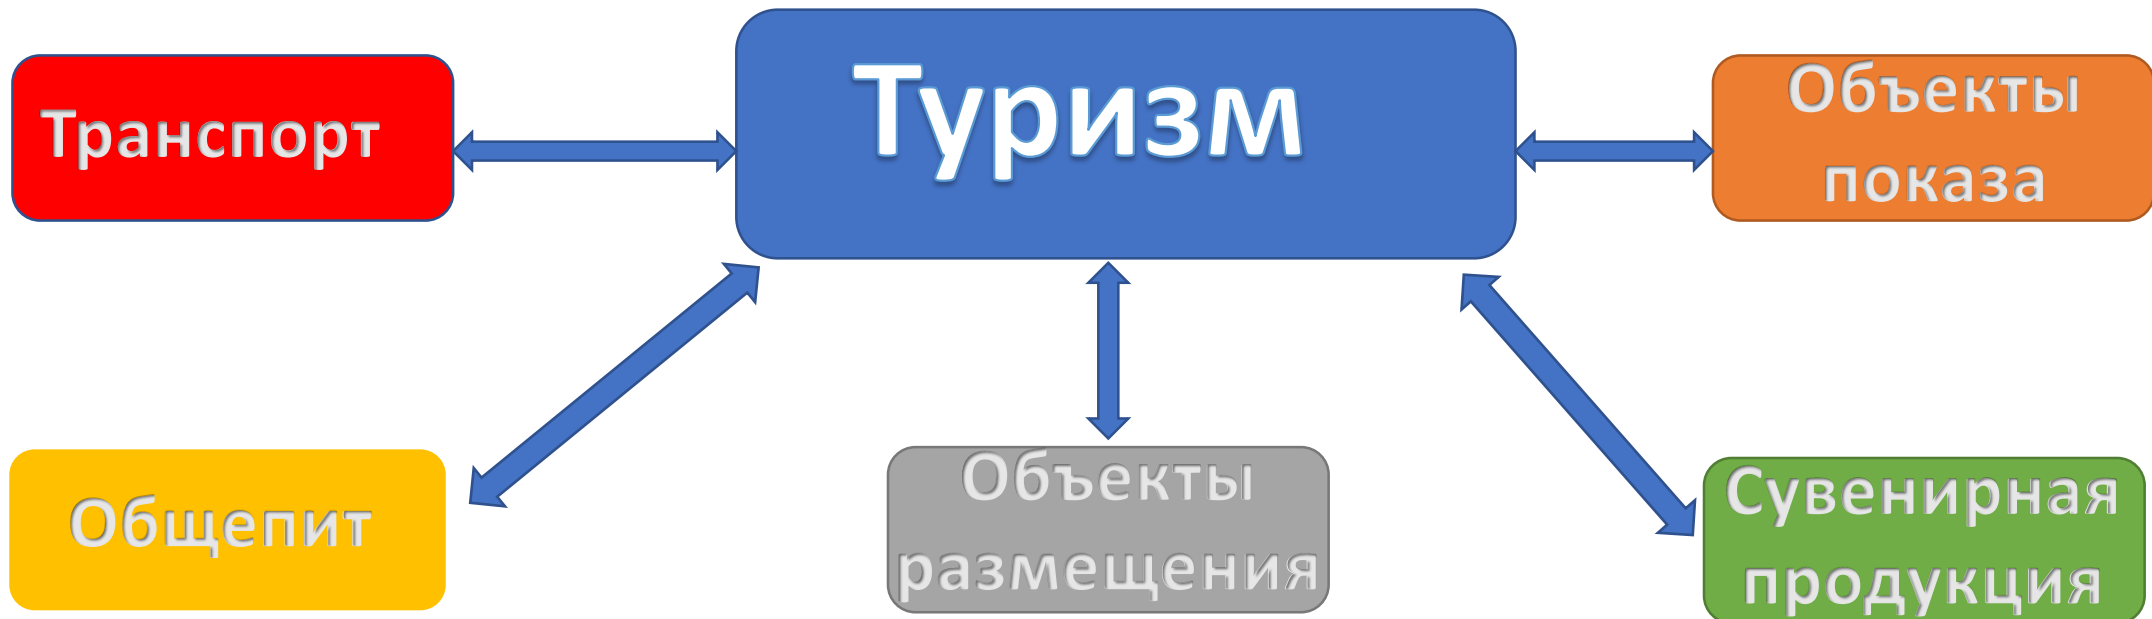 Туризм
Транспорт
Объекты
показа
Общепит
Объекты
размещения
Сувенирная
продукция